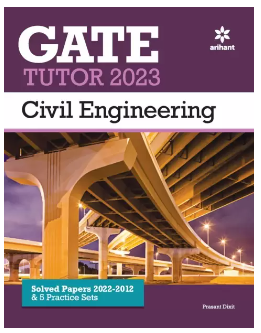 GATE
TUTOR 2023
arihant
Civil Engineering
Solved Papers 2022-2012
& 5 Practice Sets
Prasant Dixit